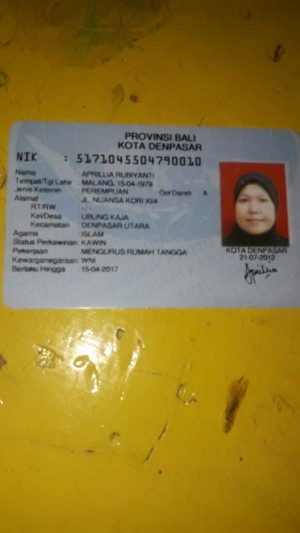 PROVINSI BALI
KOTA DENPASAR
NIK : 5171045504790010
Nama : APRILLIA RUBIYANTI
Tempat/Tgl Lahir : MALANG, 15-04-1979
Jenis Kelamin : PEREMPUAN Gol Darah A
Alamat : JL. NUANSA KORI XI/4
RT/RW : -
Kel/Desa : UBUNG KAJA
Kecamatan : DENPASAR UTARA
Agama : ISLAM
Status Perkawinan: KAWIN
Pekerjaan : MENGURUS RUMAH TANGGA
Kewarganegaraan: WNI
Berlaku Hingga : 15-04-2017
KOTA DENPASAR
21-07-2012